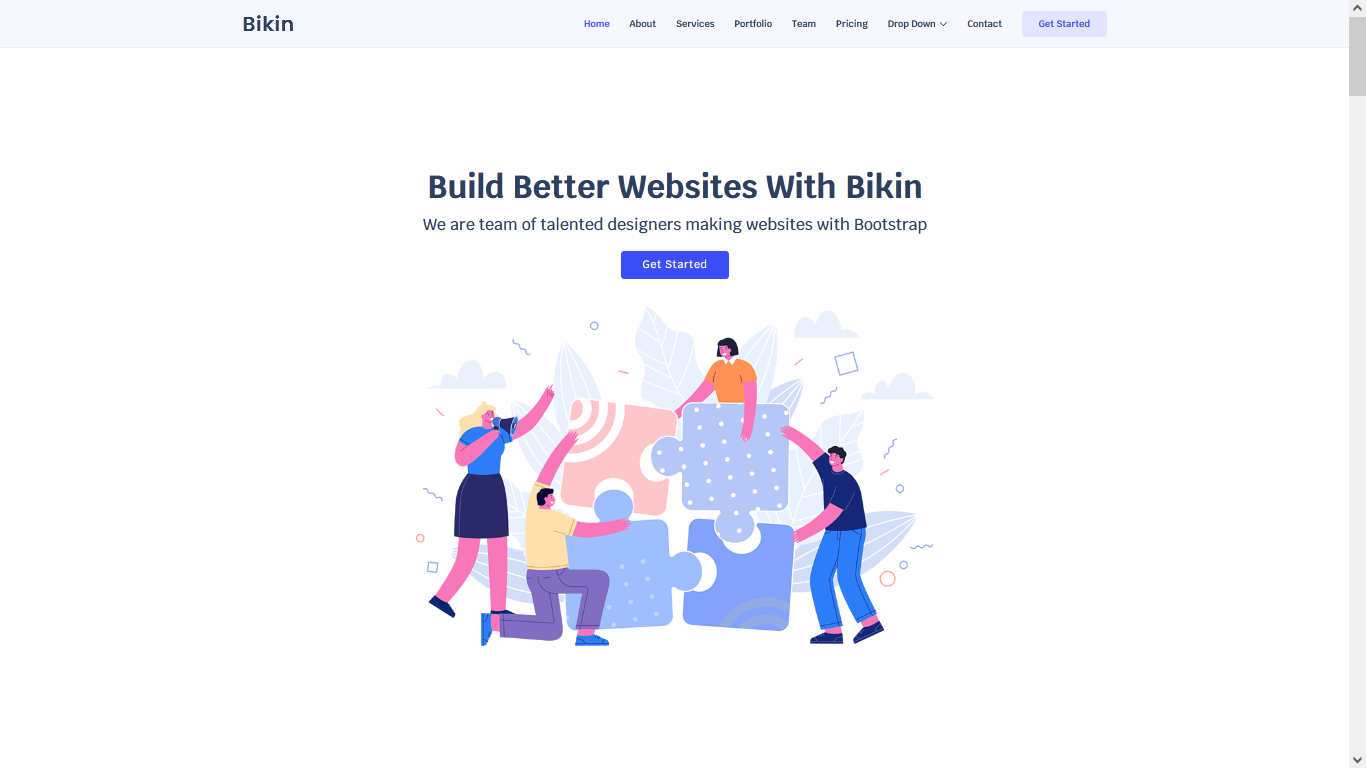 Bikin
Home About Services Portfolio Team Pricing Drop Down Contact Get Started
Build Better Websites With Bikin
We are team of talented designers making websites with Bootstrap
Get Started